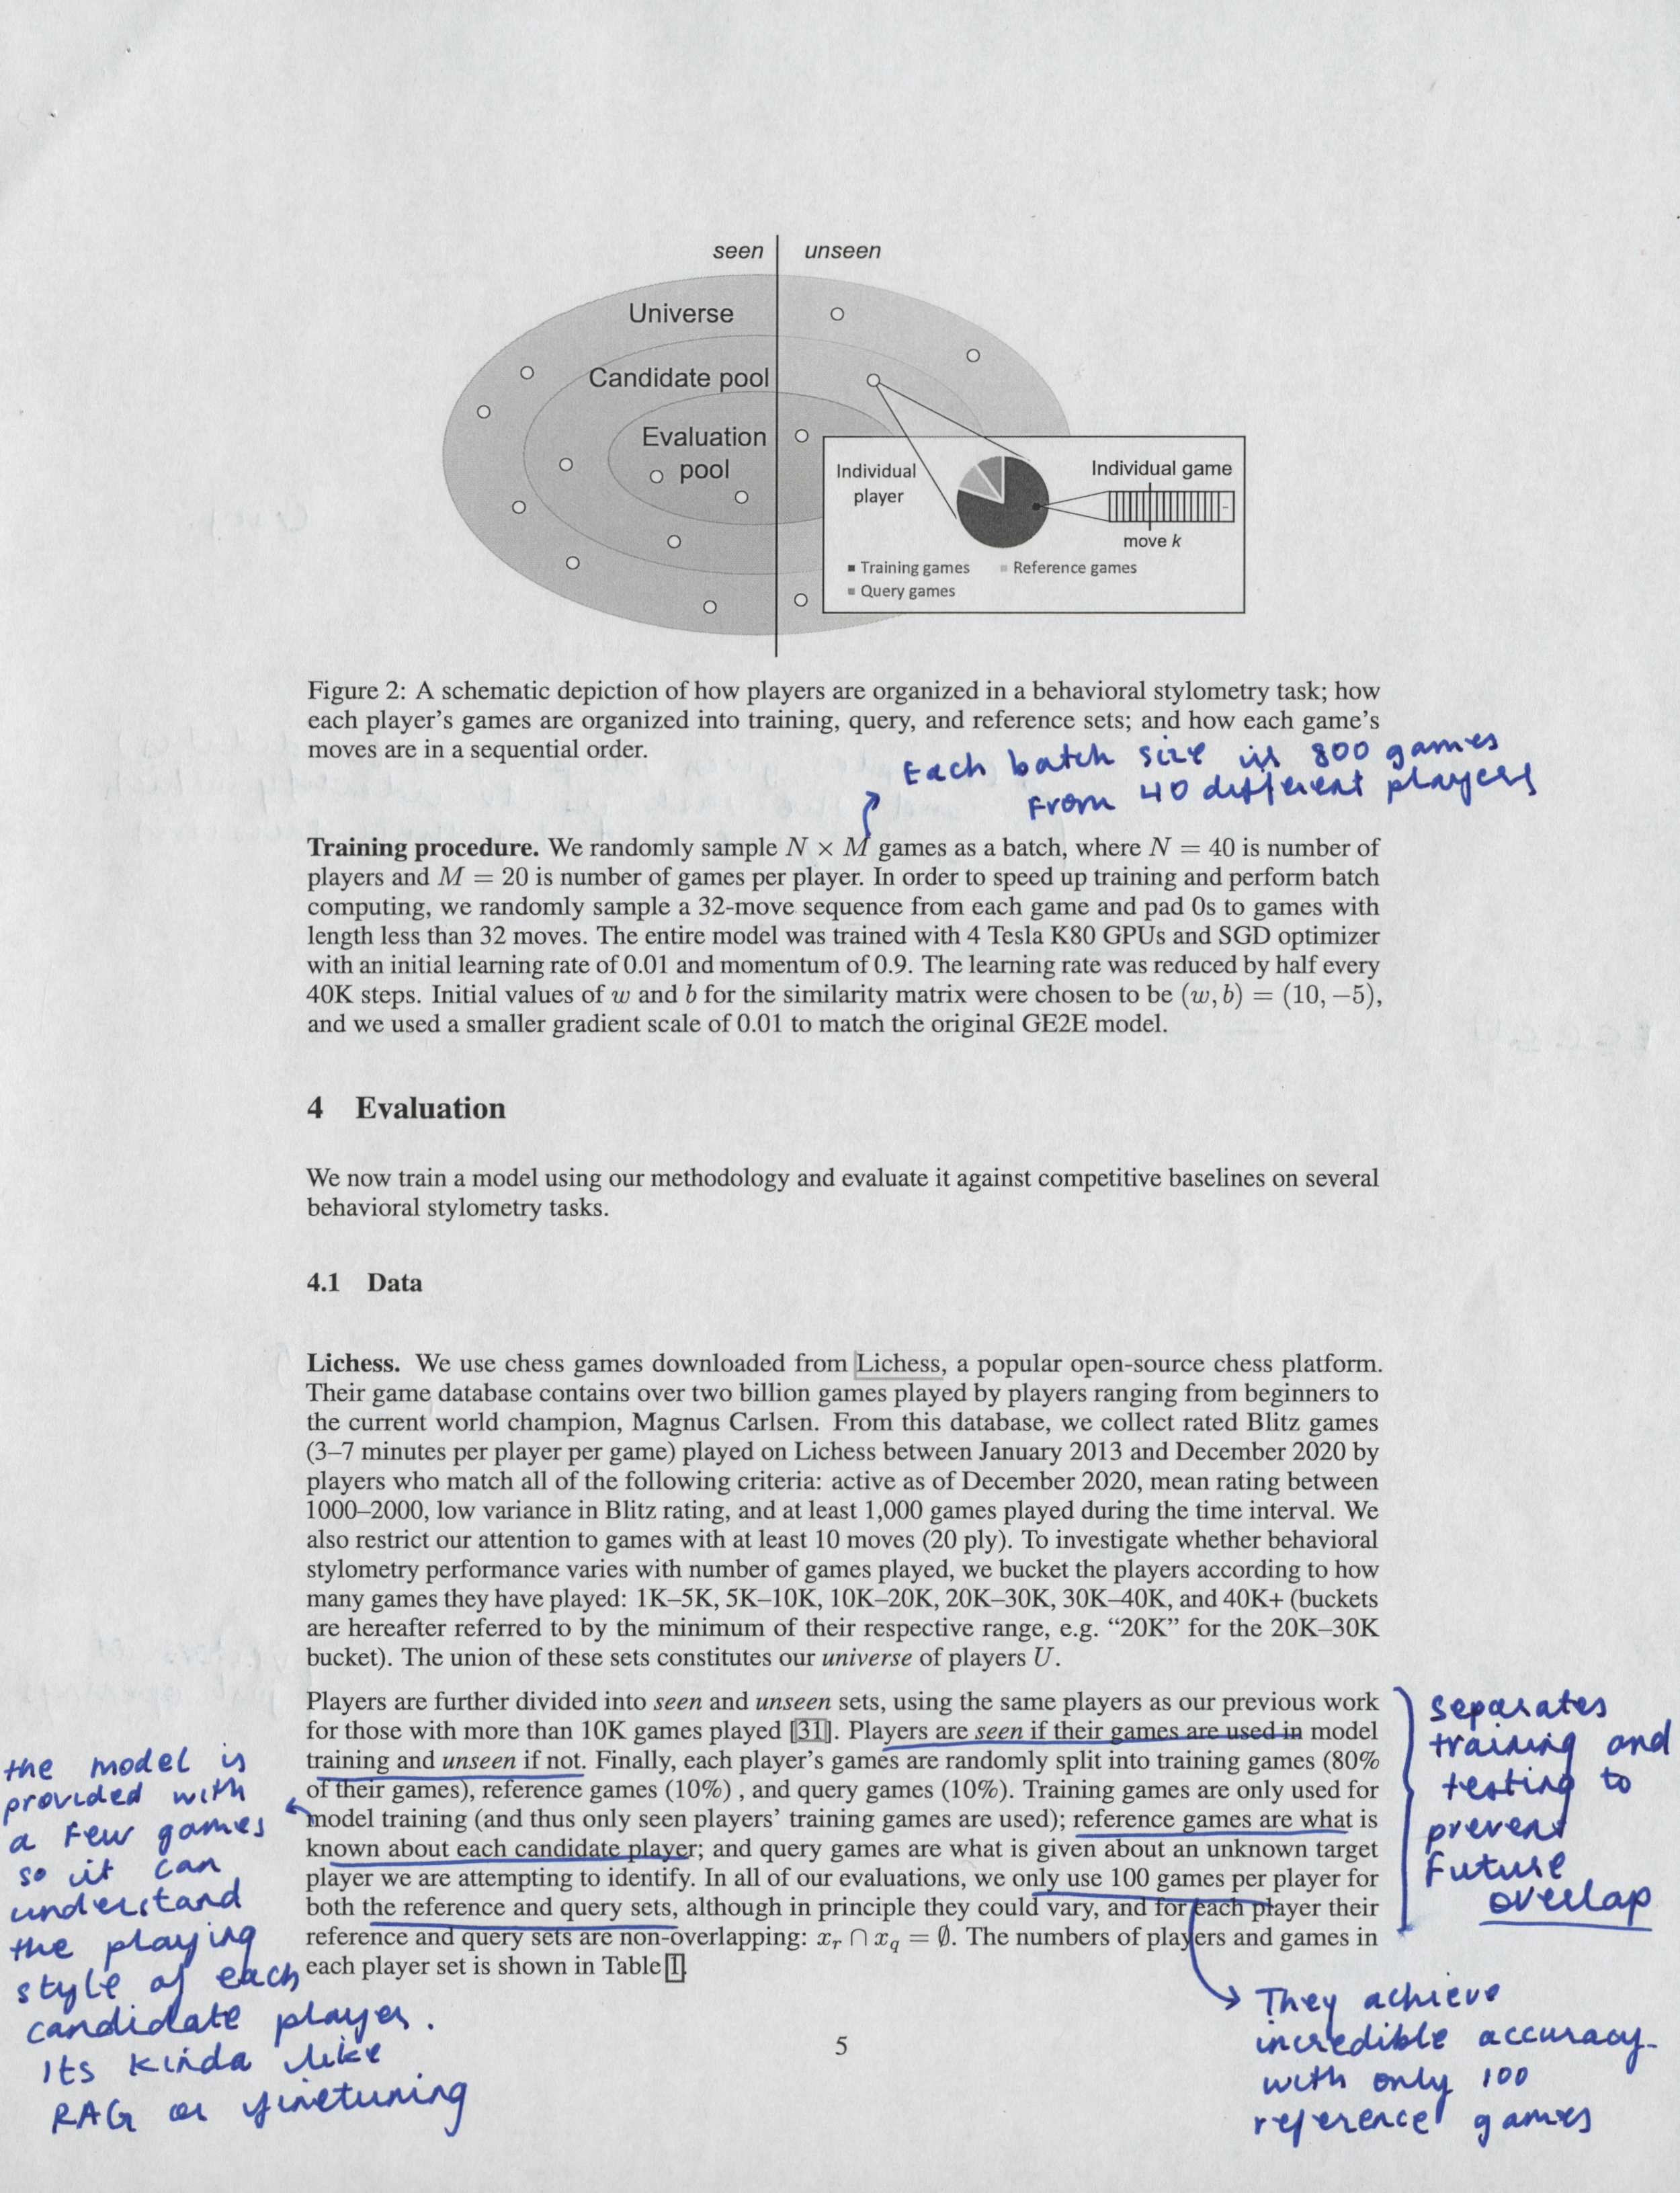 seen unseen
Universe
Candidate pool
Evaluation
pool
Individual
player
Individual game
move k
Training games Reference games
Query games
Figure 2: A schematic depiction of how players are organized in a behavioral stylometry task; how
each player's games are organized into training, query, and reference sets; and how each game's
moves are in a sequential order.
Each batch size is 800 games
From 40 different players
Training procedure. We randomly sample N × M games as a batch, where N = 40 is number of
players and M = 20 is number of games per player. In order to speed up training and perform batch
computing, we randomly sample a 32-move sequence from each game and pad 0s to games with
length less than 32 moves. The entire model was trained with 4 Tesla K80 GPUs and SGD optimizer
with an initial learning rate of 0.01 and momentum of 0.9. The learning rate was reduced by half every
40K steps. Initial values of w and b for the similarity matrix were chosen to be (w, b) = (10, −5),
and we used a smaller gradient scale of 0.01 to match the original GE2E model.
4 Evaluation
We now train a model using our methodology and evaluate it against competitive baselines on several
behavioral stylometry tasks.
4.1 Data
Lichess. We use chess games downloaded from Lichess, a popular open-source chess platform.
Their game database contains over two billion games played by players ranging from beginners to
the current world champion, Magnus Carlsen. From this database, we collect rated Blitz games
(3–7 minutes per player per game) played on Lichess between January 2013 and December 2020 by
players who match all of the following criteria: active as of December 2020, mean rating between
1000–2000, low variance in Blitz rating, and at least 1,000 games played during the time interval. We
also restrict our attention to games with at least 10 moves (20 ply). To investigate whether behavioral
stylometry performance varies with number of games played, we bucket the players according to how
many games they have played: 1K–5K, 5K–10K, 10K–20K, 20K–30K, 30K–40K, and 40K+ (buckets
are hereafter referred to by the minimum of their respective range, e.g. “20K” for the 20K–30K
bucket). The union of these sets constitutes our universe of players U.
Players are further divided into seen and unseen sets, using the same players as our previous work
for those with more than 10K games played [31]. Players are seen if their games are used in model
training and unseen if not. Finally, each player's games are randomly split into training games (80%
of their games), reference games (10%) , and query games (10%). Training games are only used for
model training (and thus only seen players' training games are used); reference games are what is
known about each candidate player; and query games are what is given about an unknown target
player we are attempting to identify. In all of our evaluations, we only use 100 games per player for
both the reference and query sets, although in principle they could vary, and for each player their
reference and query sets are non-overlapping: xr ∩ xq = ∅. The numbers of players and games in
each player set is shown in Table 1.
separates
training and
testing to
prevent
Future
overlap
the model is
provided with
a few games
so it can
understand
the playing
style of each
candidate player.
Its kinda like
RAG or finetuning
They achieve
incredible accuracy
with only 100
reference games
5